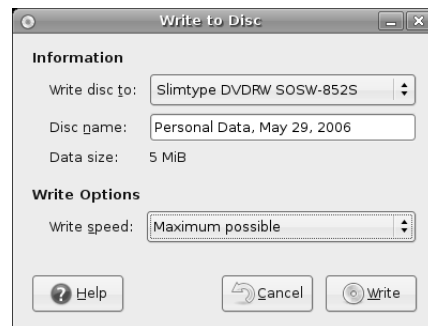 Write to Disc
Information
Write disc to: Slimtype DVDRW SOSW-852S
Disc name: Personal Data, May 29, 2006
Data size: 5 MiB
Write Options
Write speed: Maximum possible
Help Cancel Write